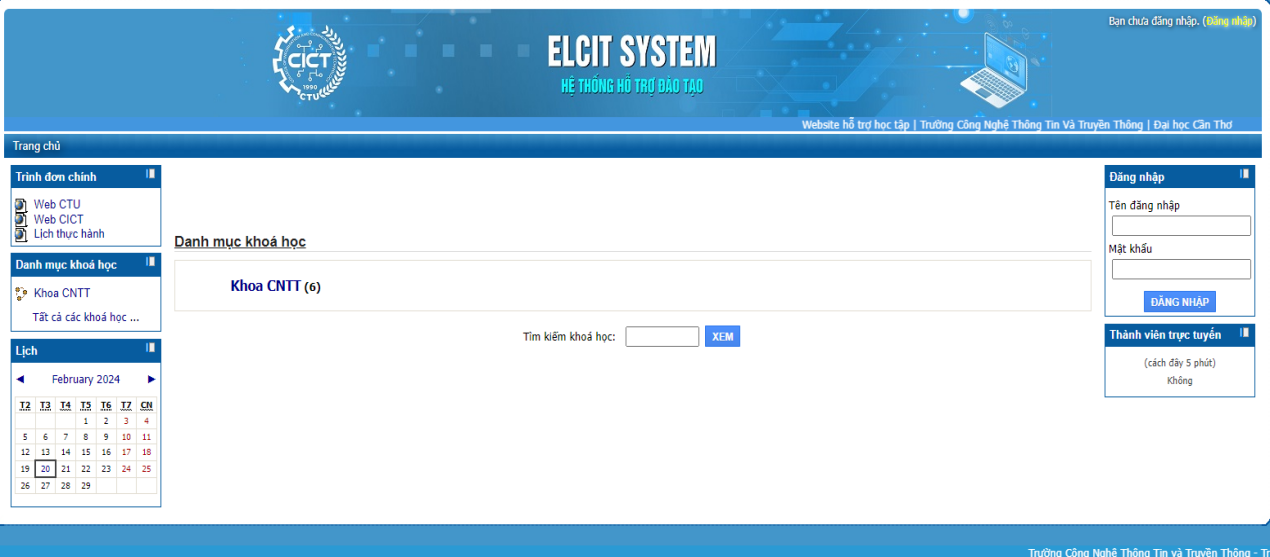 CICT
1990
CTU
ELCIT SYSTEM
HỆ THỐNG HỖ TRỢ ĐÀO TẠO
Bạn chưa đăng nhập. (Đăng nhập)
Website hỗ trợ học tập | Trường Công Nghệ Thông Tin Và Truyền Thông | Đại học Cần Thơ
Trang chủ
Trình đơn chính
Web CTU
Web CICT
Lịch thực hành
Danh mục khoá học
Khoa CNTT
Tất cả các khoá học ...
Lịch
◄ February 2024 ►
T2 T3 T4 T5 T6 T7 CN
1 2 3 4
5 6 7 8 9 10 11
12 13 14 15 16 17 18
19 20 21 22 23 24 25
26 27 28 29
Danh mục khoá học
Khoa CNTT (6)
Tìm kiếm khoá học: XEM
Đăng nhập
Tên đăng nhập
Mật khẩu
ĐĂNG NHẬP
Thành viên trực tuyến
(cách đây 5 phút)
Không
Trường Công Nghệ Thông Tin và Truyền Thông - Tr